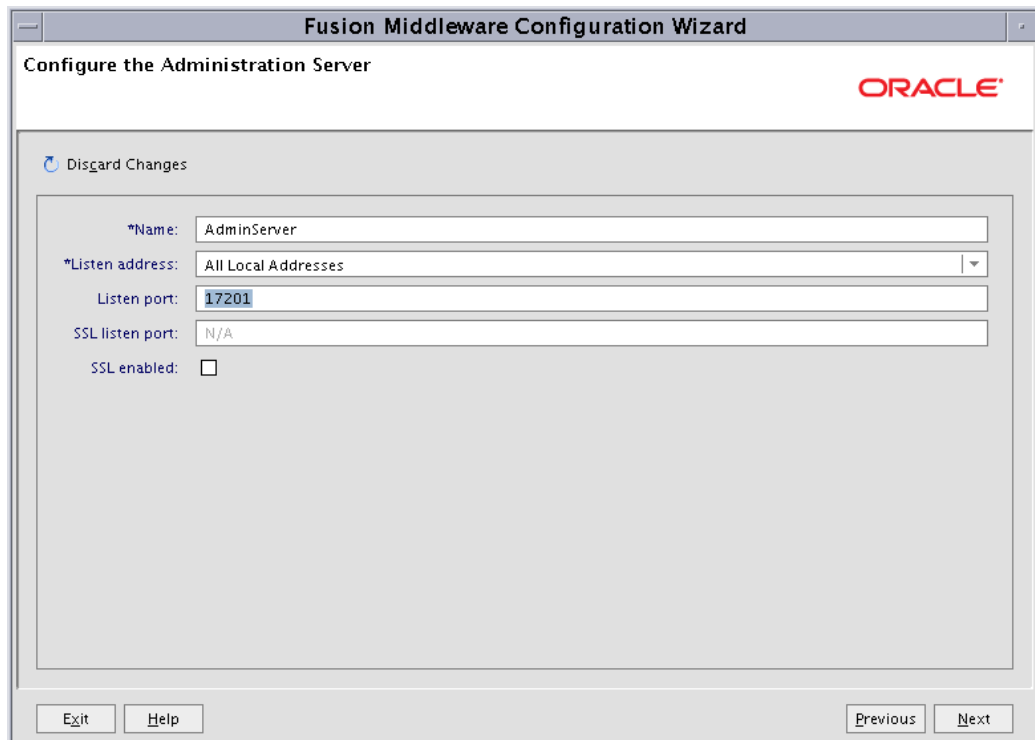 Fusion Middleware Configuration Wizard
Configure the Administration Server
ORACLE
Discard Changes
*Name: AdminServer
*Listen address: All Local Addresses
Listen port: 17201
SSL listen port: N/A
SSL enabled:
Exit Help Previous Next